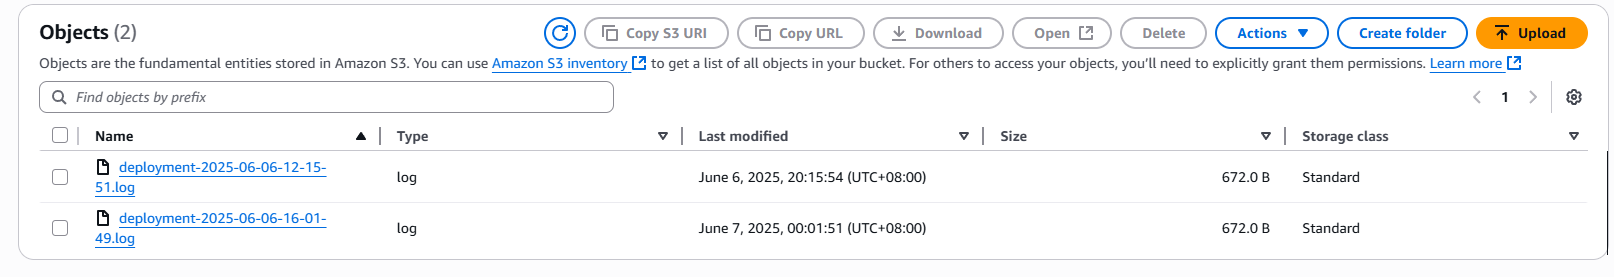 Objects (2)
Copy S3 URI
Copy URL
Download
Open
Delete
Actions
Create folder
Upload
Objects are the fundamental entities stored in Amazon S3. You can use Amazon S3 inventory to get a list of all objects in your bucket. For others to access your objects, you'll need to explicitly grant them permissions. Learn more
Find objects by prefix
1
Name Type Last modified Size Storage class
deployment-2025-06-06-12-15-
51.log
log June 6, 2025, 20:15:54 (UTC+08:00) 672.0 B Standard
deployment-2025-06-06-16-01-
49.log
log June 7, 2025, 00:01:51 (UTC+08:00) 672.0 B Standard